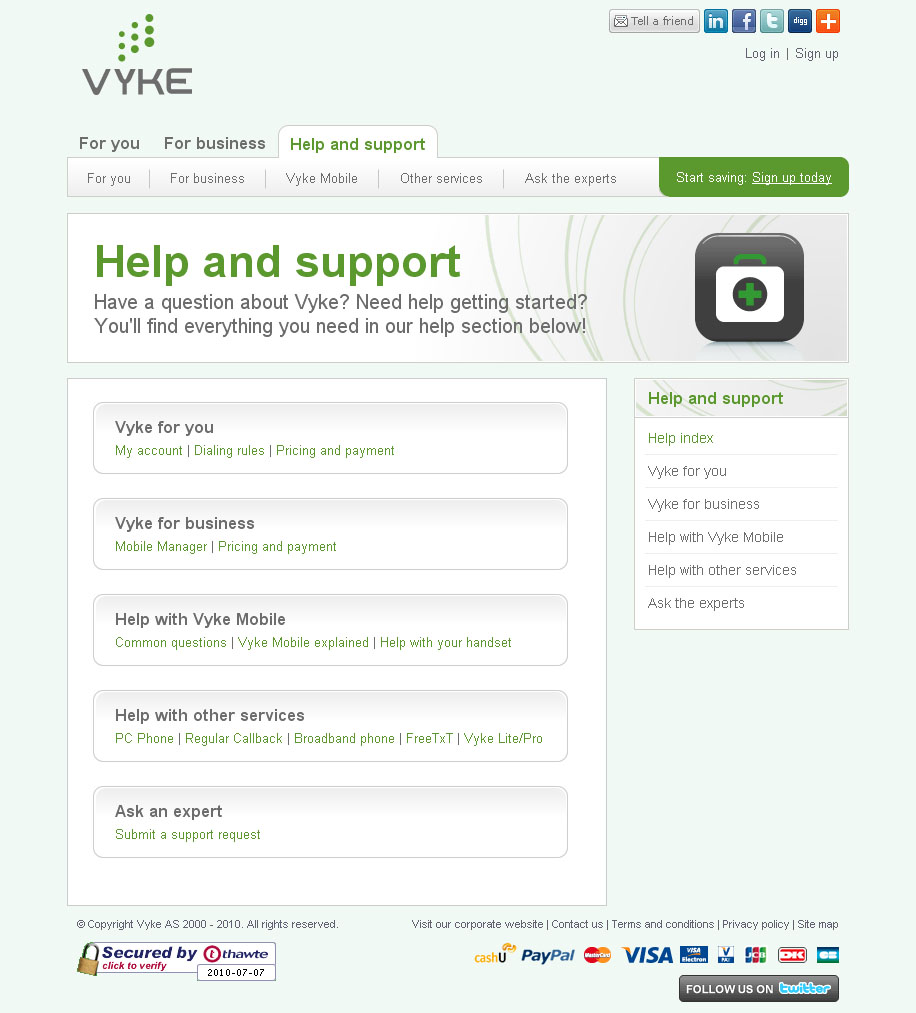 VYKE
Tell a friend
in f t digg +
Log in | Sign up
For you For business Help and support
For you For business Vyke Mobile Other services Ask the experts
Start saving: Sign up today
Help and support
Have a question about Vyke? Need help getting started?
You'll find everything you need in our help section below!
Vyke for you
My account | Dialing rules | Pricing and payment
Vyke for business
Mobile Manager | Pricing and payment
Help with Vyke Mobile
Common questions | Vyke Mobile explained | Help with your handset
Help with other services
PC Phone | Regular Callback | Broadband phone | FreeTxT | Vyke Lite/Pro
Ask an expert
Submit a support request
Help and support
Help index
Vyke for you
Vyke for business
Help with Vyke Mobile
Help with other services
Ask the experts
© Copyright Vyke AS 2000 - 2010. All rights reserved.
Visit our corporate website | Contact us | Terms and conditions | Privacy policy | Site map
Secured by thawte
click to verify
2010-07-07
cashU PayPal MasterCard VISA VISA Electron V PAY JCB DK CB
FOLLOW US ON twitter